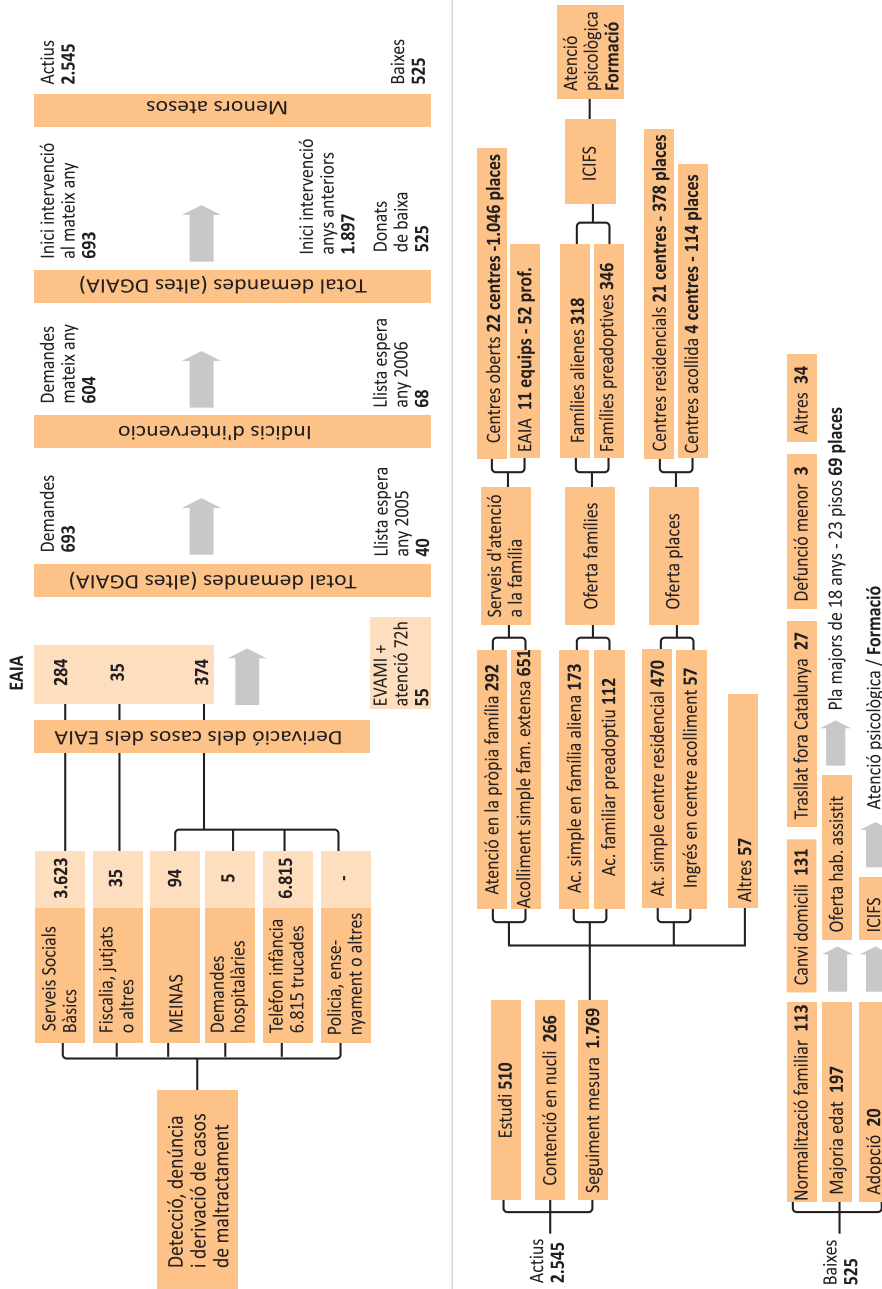 Detecció, denúncia
i derivació de casos
de maltractament
Serveis Socials
Bàsics
3.623
Fiscalia, jutjats
o altres
35
MEINAS
94
Demandes
hospitalàries
5
Telèfon infància
6.815 trucades
6.815
Policia, ense-
nyament o altres
-
Derivació dels casos dels EAIA
EAIA
284
35
374
EVAMI +
atenció 72h
55
Total demandes (altes DGAIA)
Demandes
693
Llista espera
any 2005
40
Indicis d'intervencio
Demandes
mateix any
604
Llista espera
any 2006
68
Total demandes (altes DGAIA)
Inici intervenció
al mateix any
693
Inici intervenció
anys anteriors
1.897
Donats
de baixa
525
Menors atesos
Actius
2.545
Baixes
525
Actius
2.545
Estudi 510
Contenció en nucli 266
Seguiment mesura 1.769
Atenció en la pròpia família 292
Acolliment simple fam. extensa 651
Ac. simple en família aliena 173
Ac. familiar preadoptiu 112
At. simple centre residencial 470
Ingrés en centre acolliment 57
Altres 57
Serveis d'atenció
a la família
Oferta famílies
Oferta places
Centres oberts 22 centres -1.046 places
EAIA 11 equips - 52 prof.
Famílies alienes 318
Famílies preadoptives 346
Centres residencials 21 centres - 378 places
Centres acollida 4 centres - 114 places
ICIFS
Atenció
psicològica
Formació
Baixes
525
Normalització familiar 113
Canvi domicili 131
Trasllat fora Catalunya 27
Defunció menor 3
Altres 34
Majoria edat 197
Oferta hab. assistit
Pla majors de 18 anys - 23 pisos 69 places
Adopció 20
ICIFS
Atenció psicològica / Formació